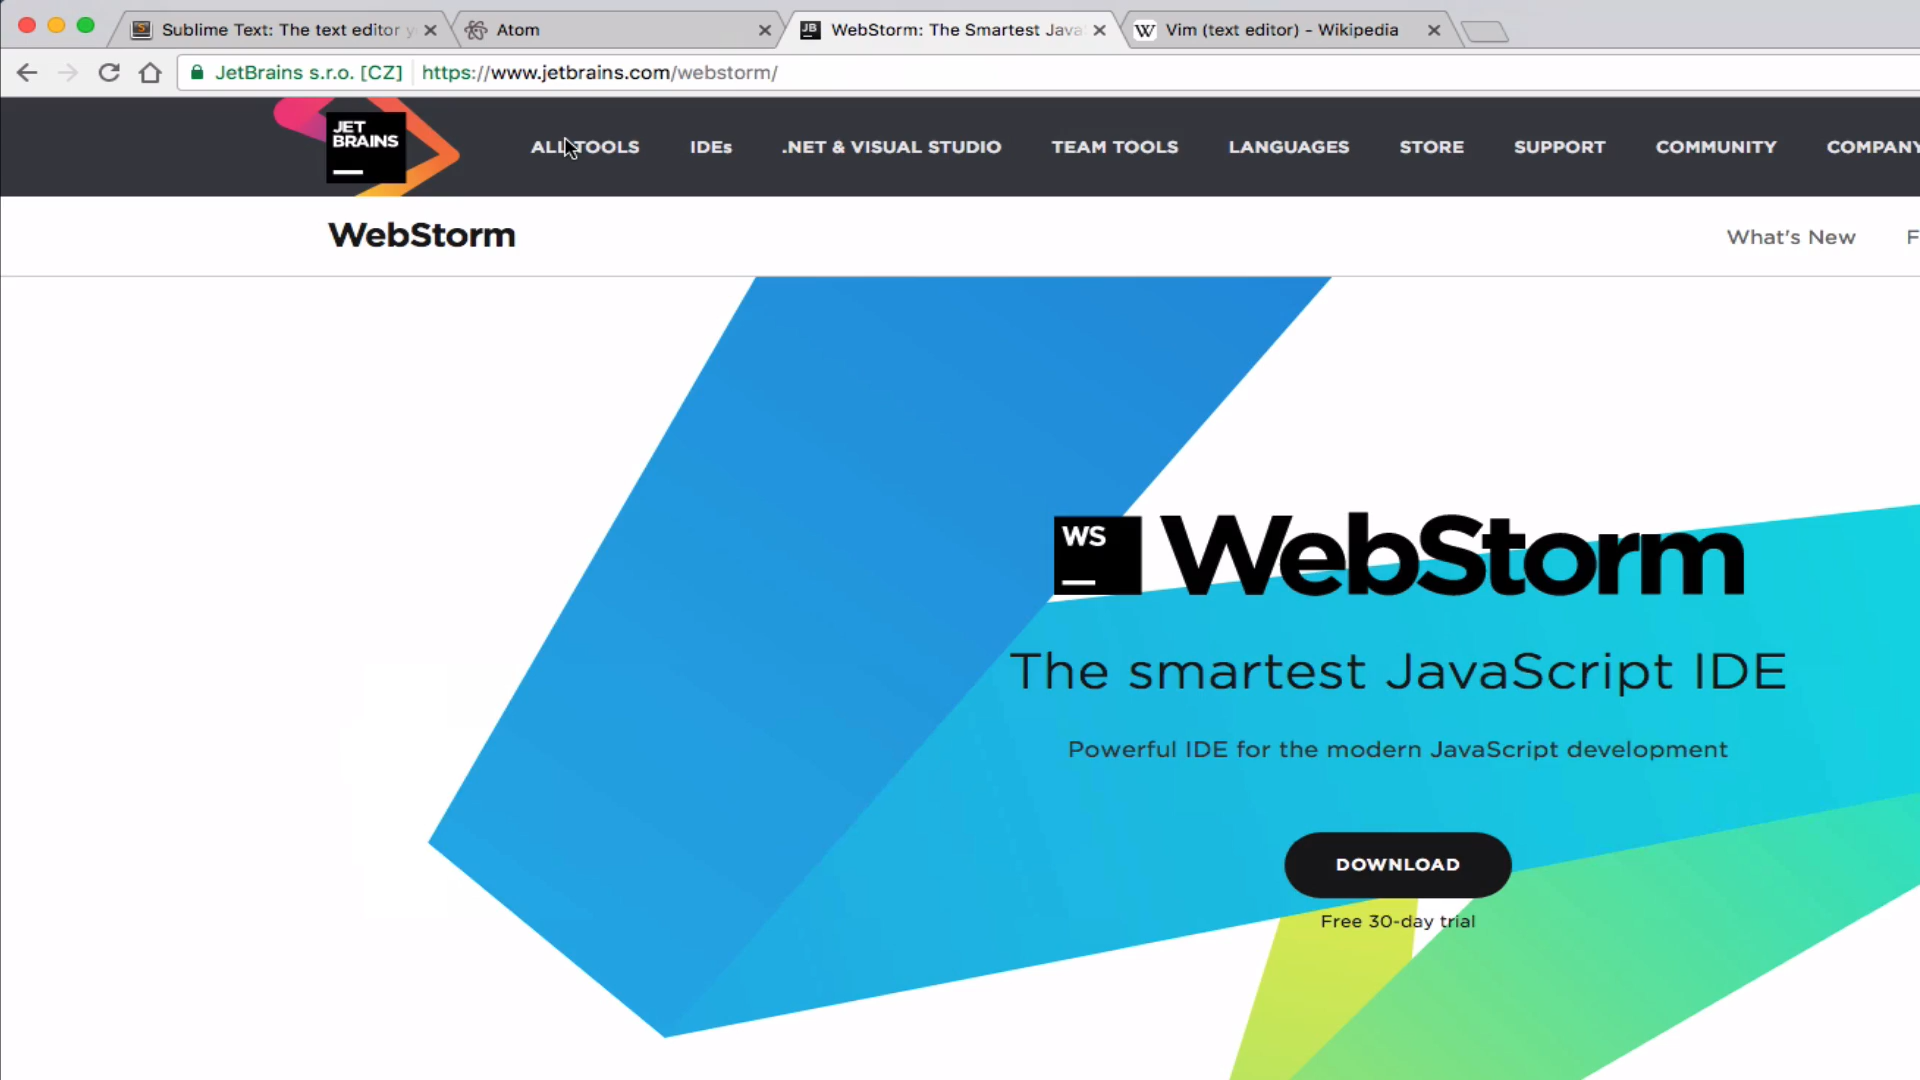 Sublime Text: The text editor y
Atom
WebStorm: The Smartest Java
Vim (text editor) - Wikipedia
JetBrains s.r.o. [CZ]
https://www.jetbrains.com/webstorm/
JET
BRAINS
ALL TOOLS
IDEs
.NET & VISUAL STUDIO
TEAM TOOLS
LANGUAGES
STORE
SUPPORT
COMMUNITY
COMPANY
WebStorm
What's New
F
WS
WebStorm
The smartest JavaScript IDE
Powerful IDE for the modern JavaScript development
DOWNLOAD
Free 30-day trial